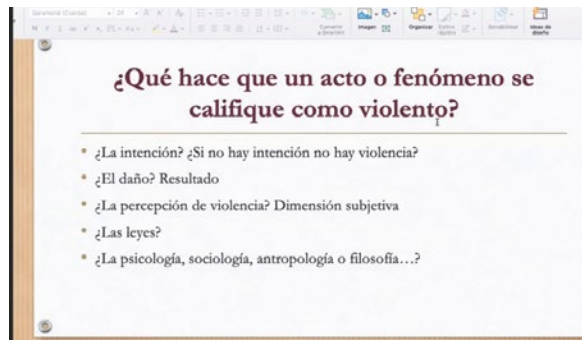 ¿Qué hace que un acto o fenómeno se
califique como violento?
¿La intención? ¿Si no hay intención no hay violencia?
¿El daño? Resultado
¿La percepción de violencia? Dimensión subjetiva
¿Las leyes?
¿La psicología, sociología, antropología o filosofía…?